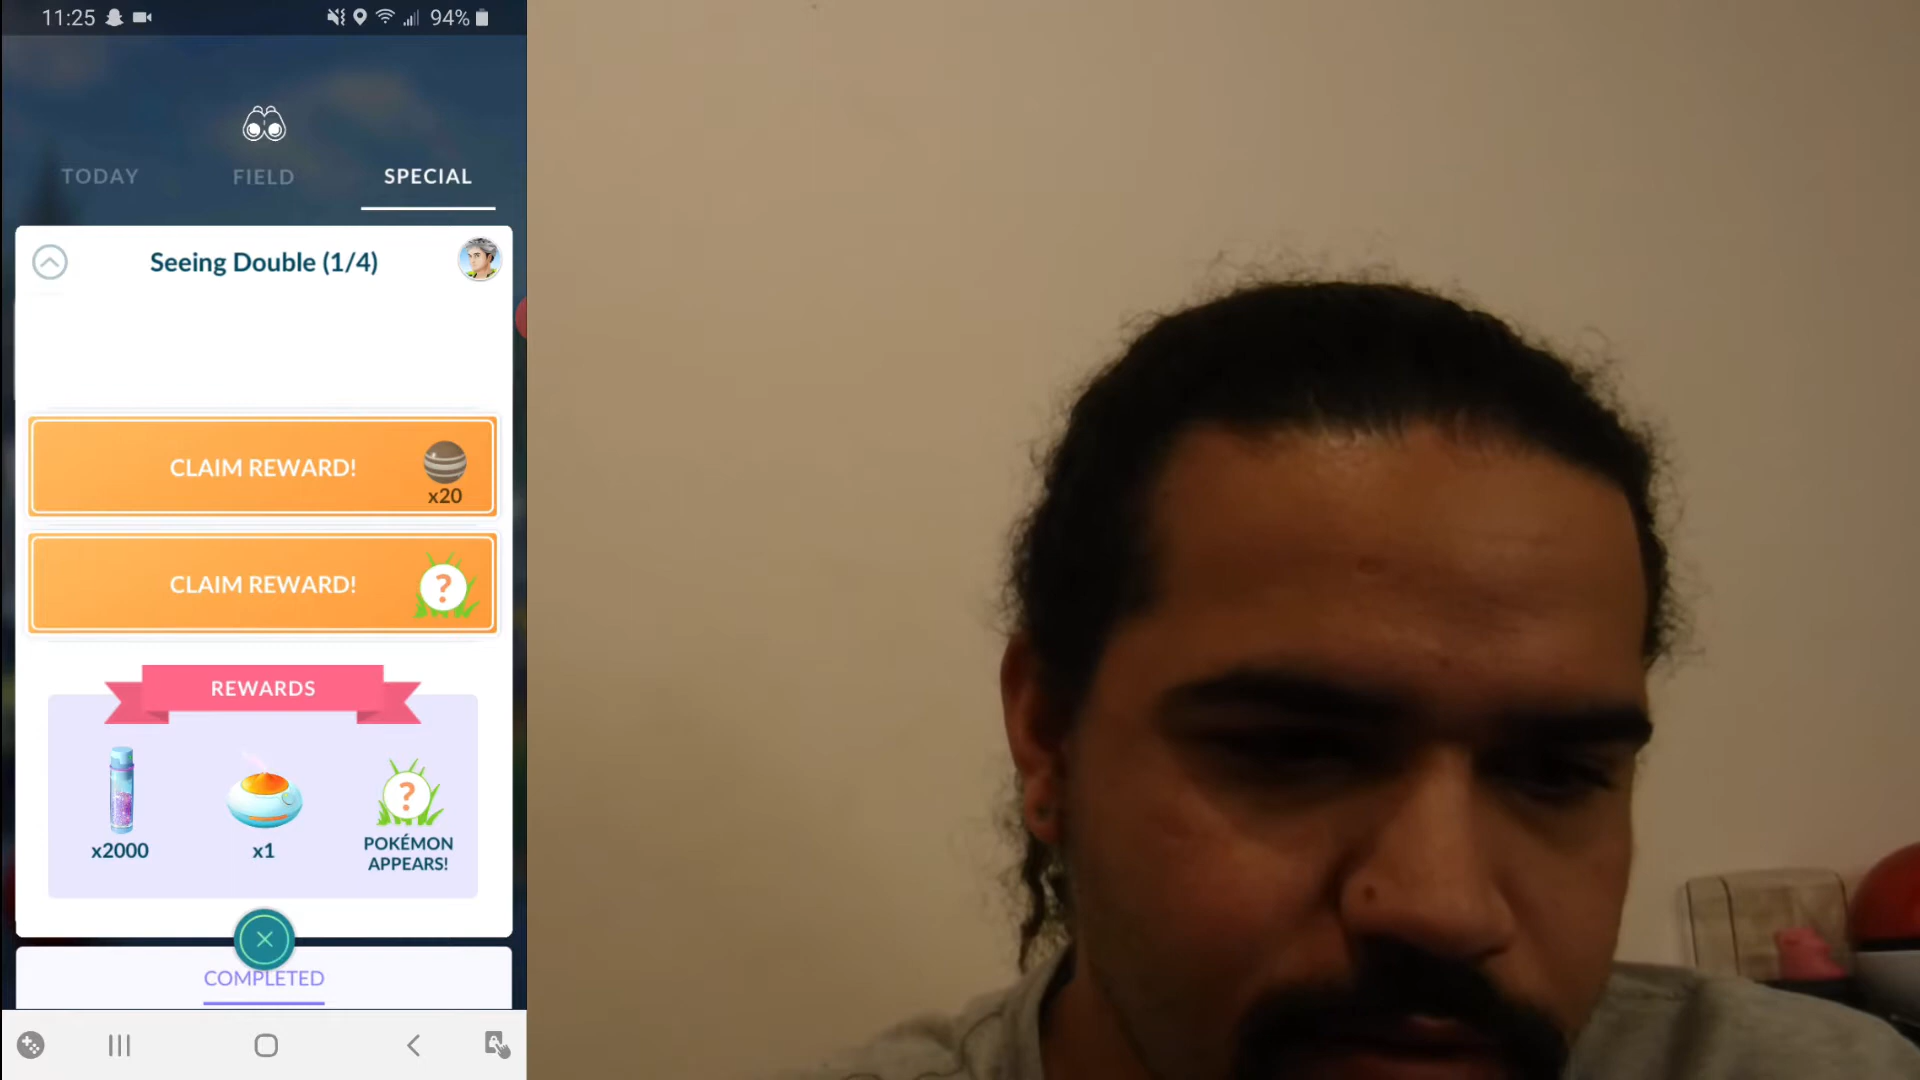 11:25 94%
TODAY FIELD SPECIAL
Seeing Double (1/4)
CLAIM REWARD!
x20
CLAIM REWARD!
?
REWARDS
?
x2000 x1 POKÉMON
APPEARS!
COMPLETED